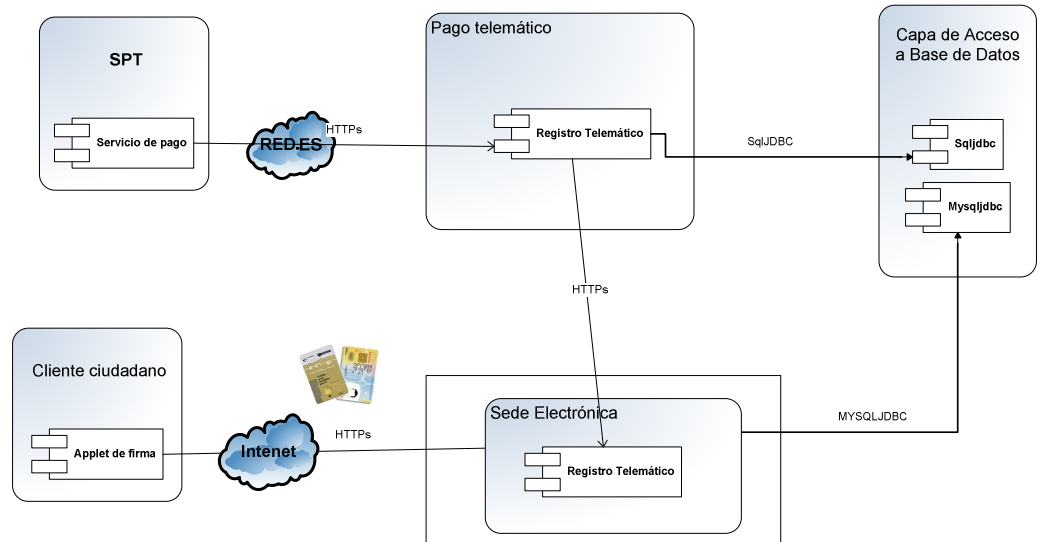 SPT
Servicio de pago
RED.ES
HTTPs
Pago telemático
Registro Telemático
SqlJDBC
Capa de Acceso
a Base de Datos
Sqljdbc
Mysqljdbc
HTTPs
Cliente ciudadano
Applet de firma
Intenet
HTTPs
Sede Electrónica
Registro Telemático
MYSQLJDBC